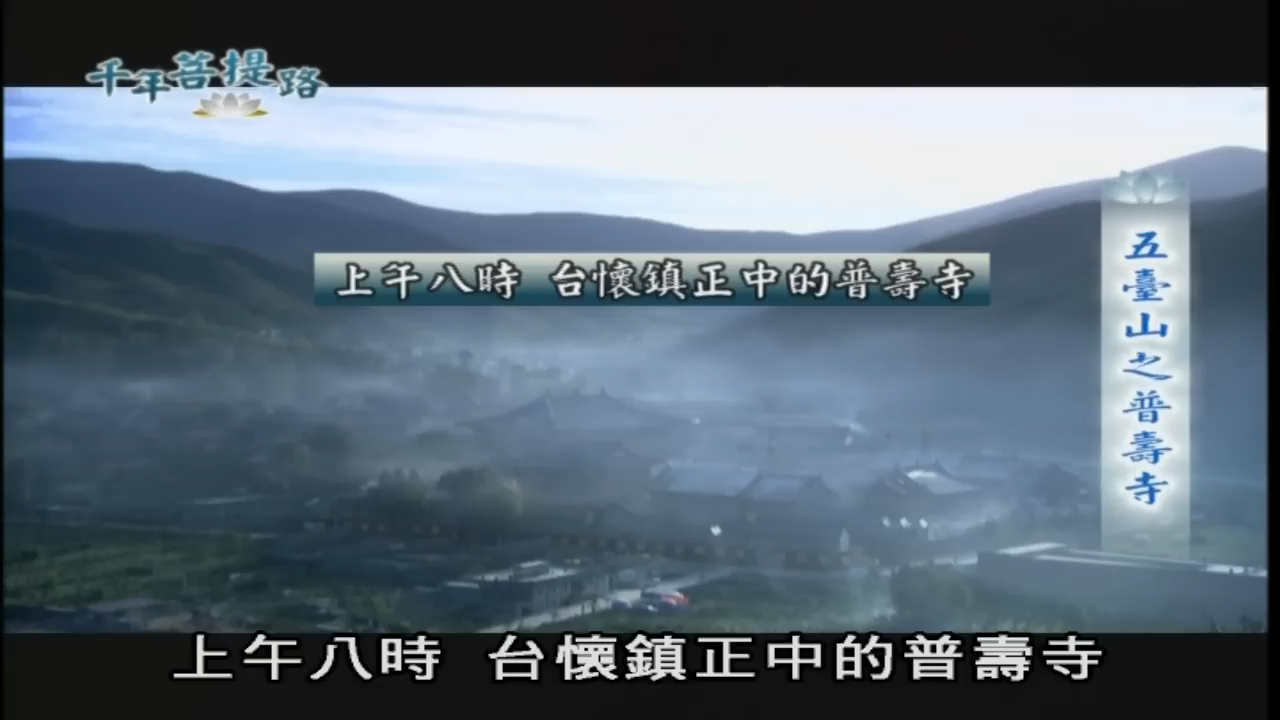 千年菩提路
上午八時 台懷鎮正中的普壽寺
五臺山之普壽寺
上午八時 台懷鎮正中的普壽寺